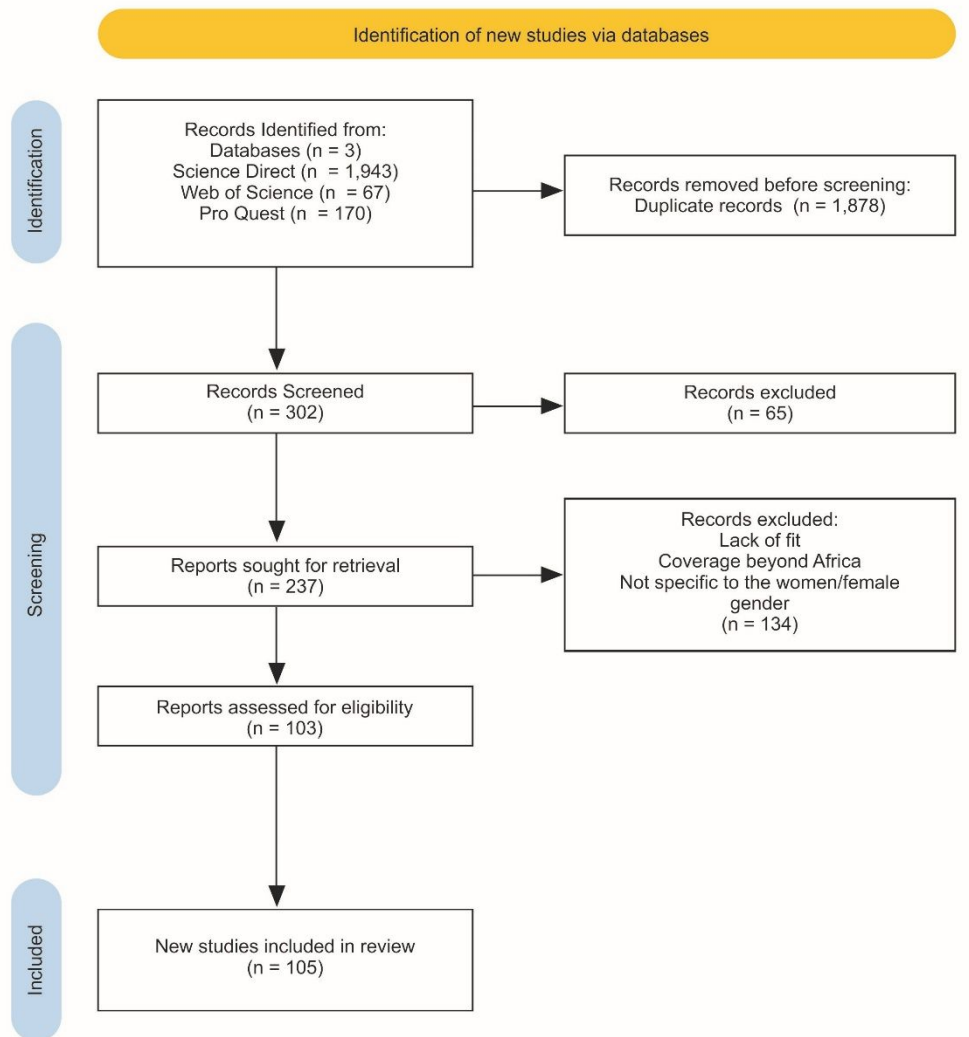 Identification of new studies via databases
Identification
Records Identified from:
Databases (n = 3)
Science Direct (n = 1,943)
Web of Science (n = 67)
Pro Quest (n = 170)
Records removed before screening:
Duplicate records (n = 1,878)
Screening
Records Screened
(n = 302)
Records excluded
(n = 65)
Reports sought for retrieval
(n = 237)
Records excluded:
Lack of fit
Coverage beyond Africa
Not specific to the women/female
gender
(n = 134)
Reports assessed for eligibility
(n = 103)
Included
New studies included in review
(n = 105)